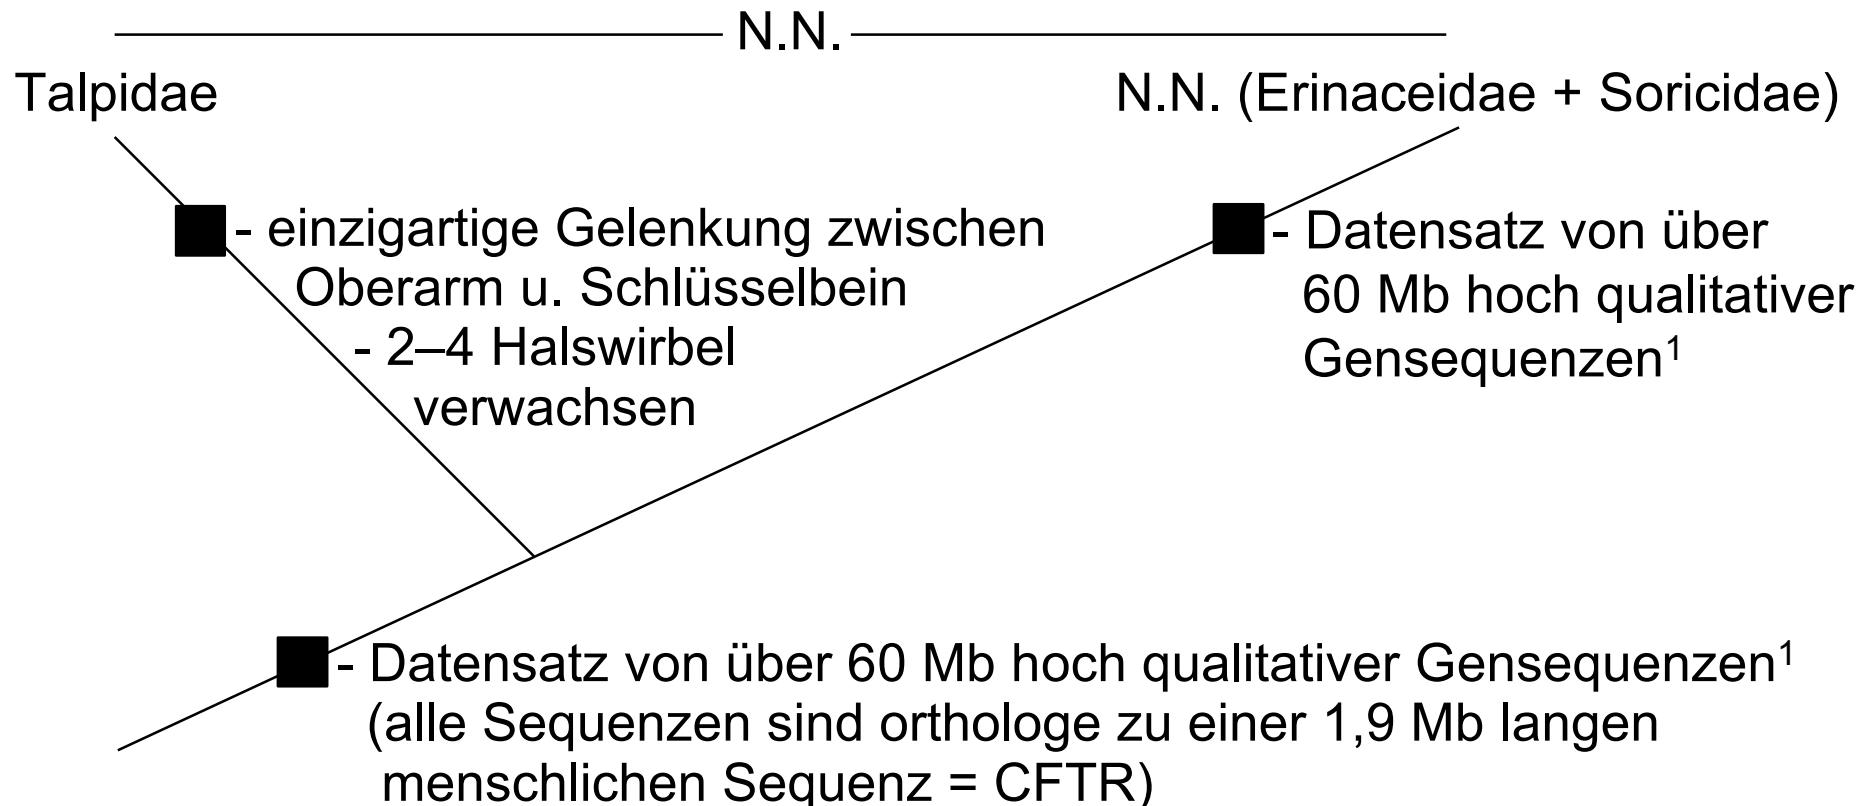 N.N.
Talpidae
N.N. (Erinaceidae + Soricidae)
- einzigartige Gelenkung zwischen
Oberarm u. Schlüsselbein
- 2–4 Halswirbel
verwachsen
- Datensatz von über
60 Mb hoch qualitativer
Gensequenzen¹
- Datensatz von über 60 Mb hoch qualitativer Gensequenzen¹
(alle Sequenzen sind orthologe zu einer 1,9 Mb langen
menschlichen Sequenz = CFTR)